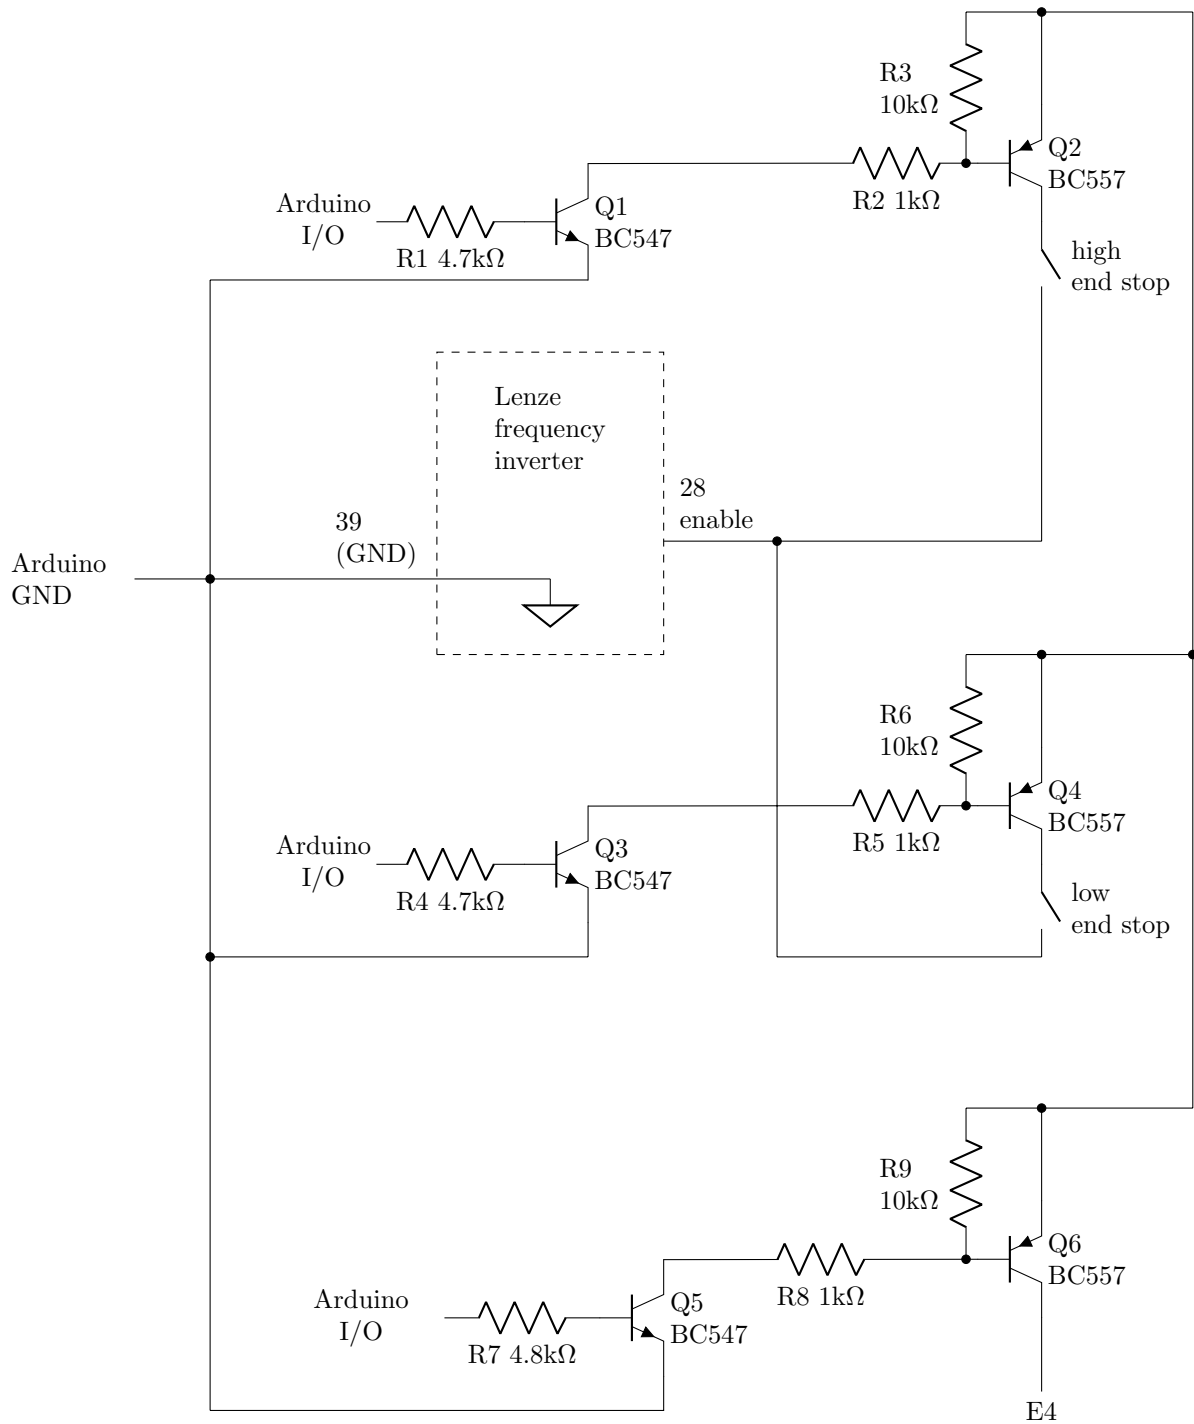 R3
10kΩ
Q2
BC557
R2 1kΩ
Arduino
I/O
R1 4.7kΩ
Q1
BC547
high
end stop
Lenze
frequency
inverter
28
enable
39
(GND)
Arduino
GND
R6
10kΩ
Q4
BC557
R5 1kΩ
Arduino
I/O
R4 4.7kΩ
Q3
BC547
low
end stop
R9
10kΩ
Q6
BC557
R8 1kΩ
Arduino
I/O
R7 4.8kΩ
Q5
BC547
E4